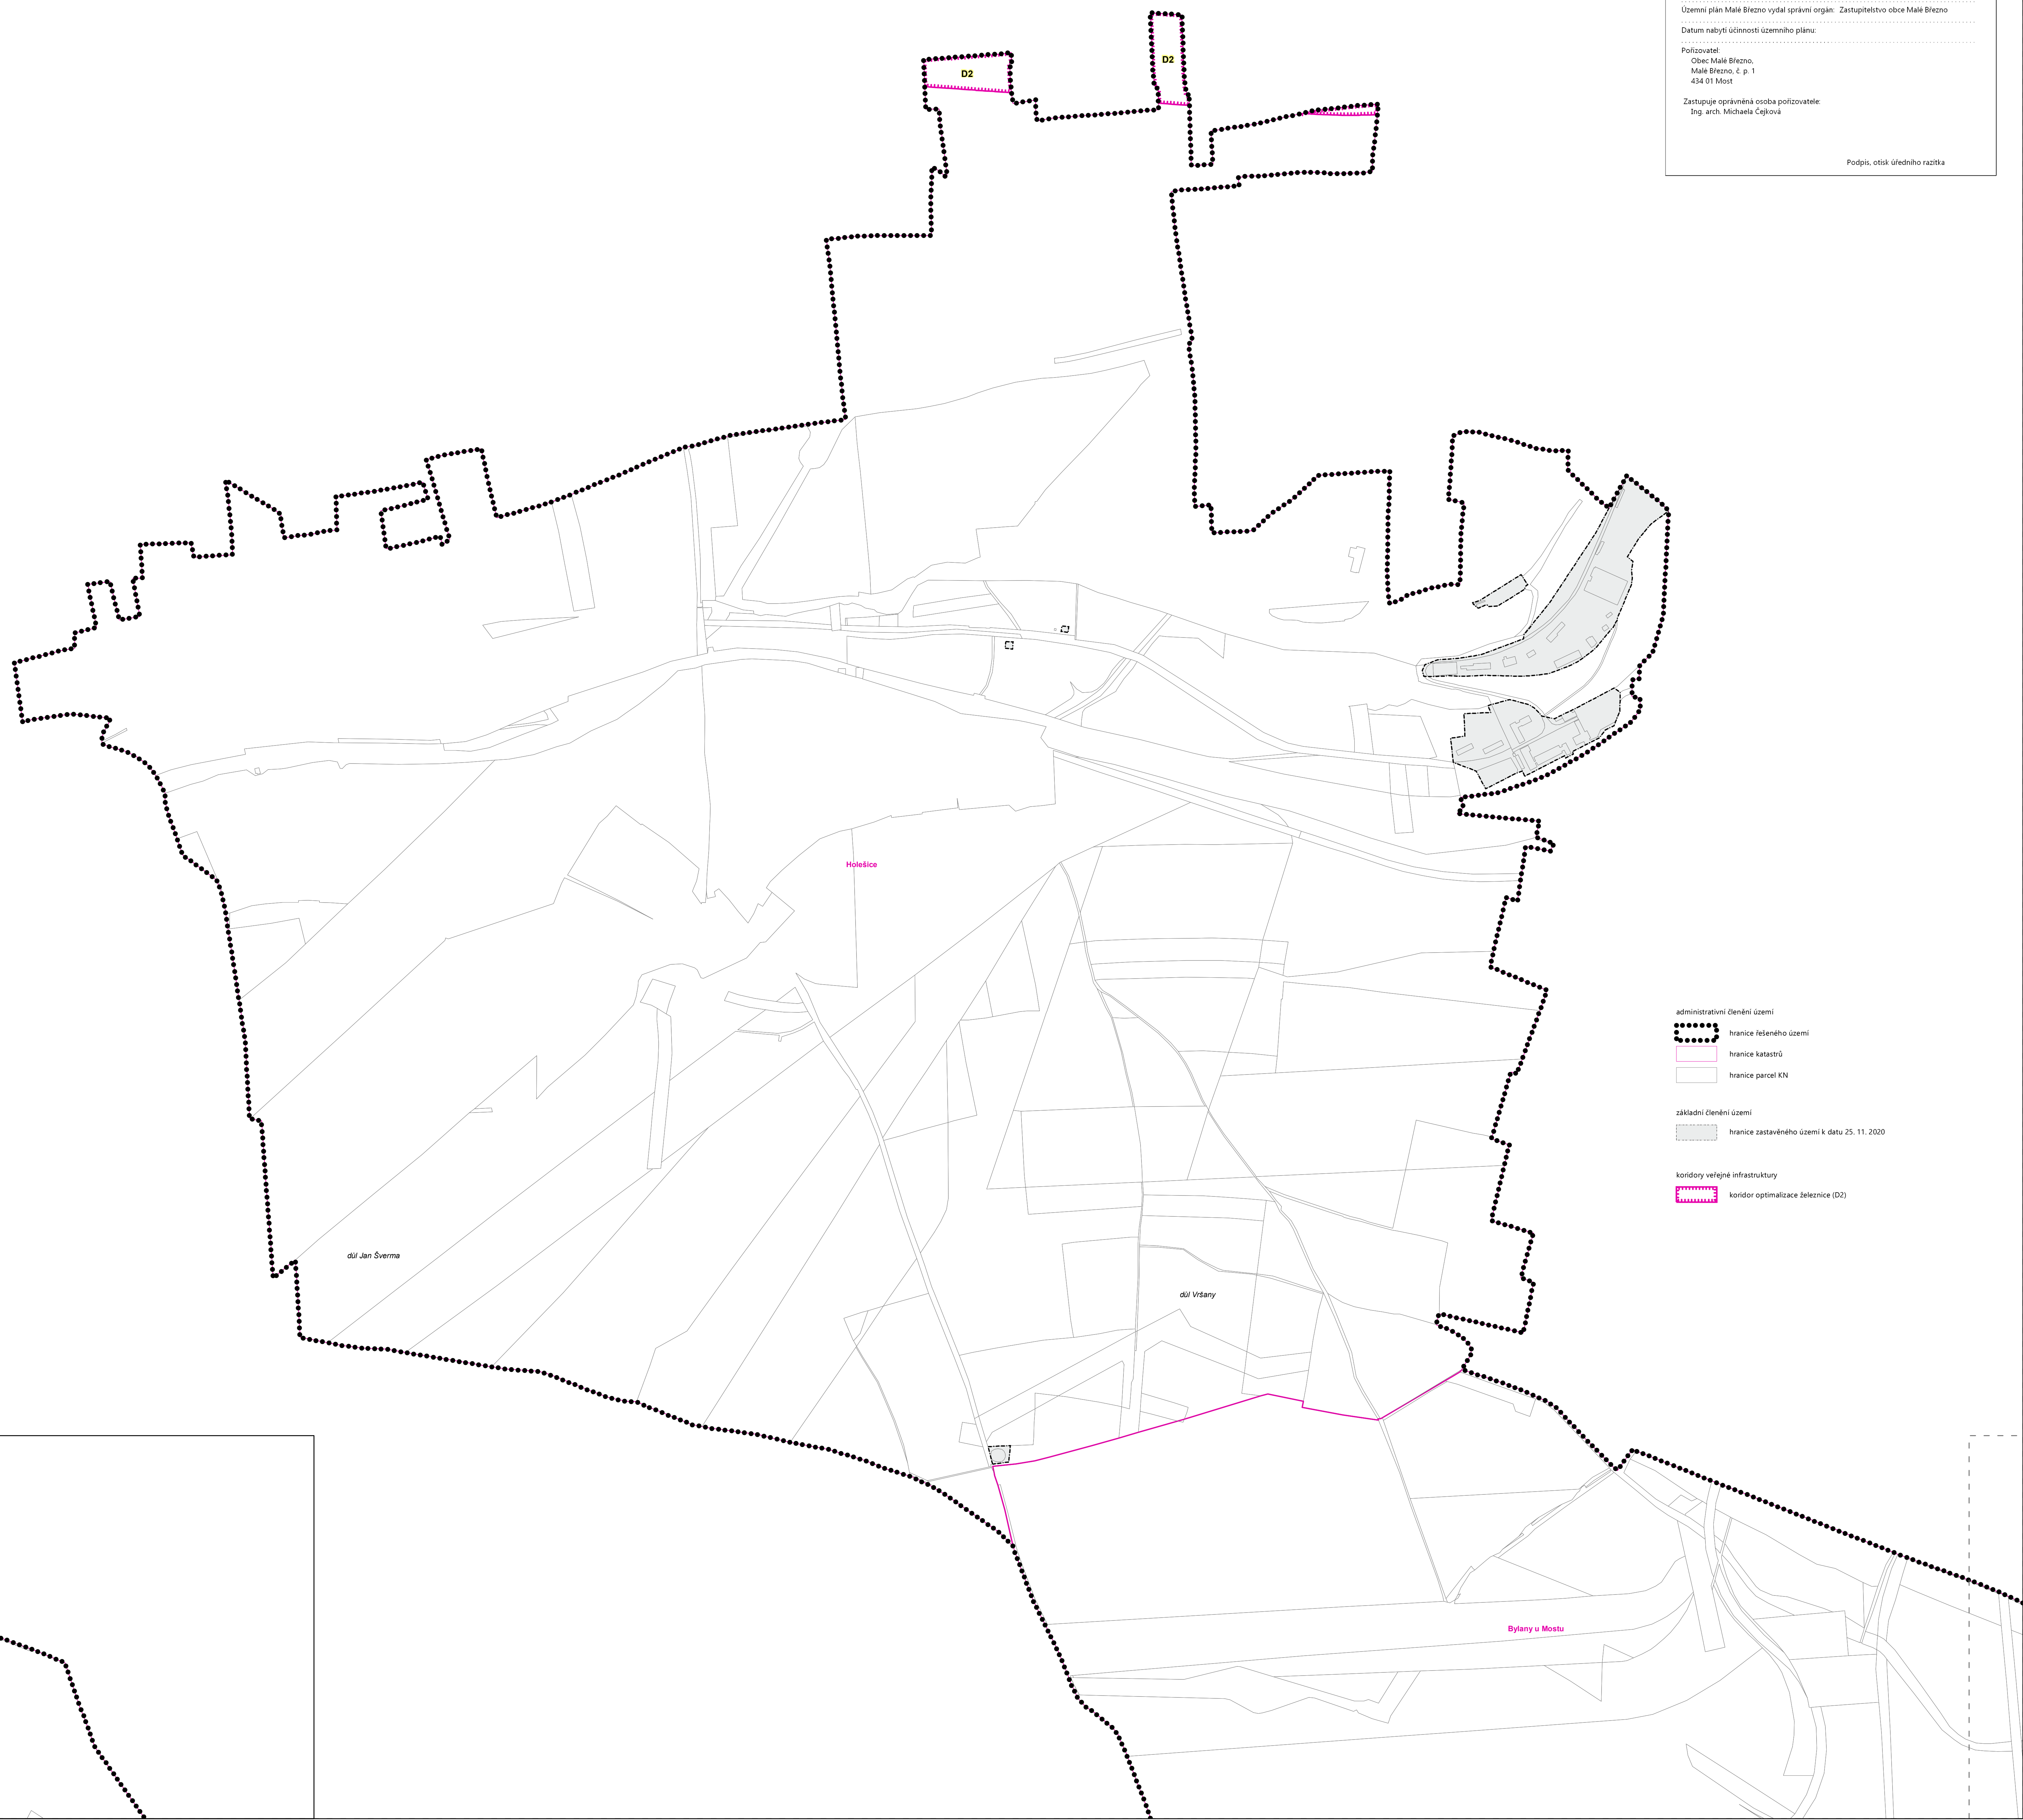 Územní plán Malé Březno vydal správní orgán: Zastupitelstvo obce Malé Březno
Datum nabytí účinnosti územního plánu:
Pořizovatel:
Obec Malé Březno,
Malé Březno, č. p. 1
434 01 Most
Zastupuje oprávněná osoba pořizovatele:
Ing. arch. Michaela Čejková
Podpis, otisk úředního razítka
D2
D2
Holešice
administrativní členění území
hranice řešeného území
hranice katastrů
hranice parcel KN
základní členění území
hranice zastavěného území k datu 25. 11. 2020
koridory veřejné infrastruktury
koridor optimalizace železnice (D2)
důl Jan Šverma
důl Vršany
Bylany u Mostu